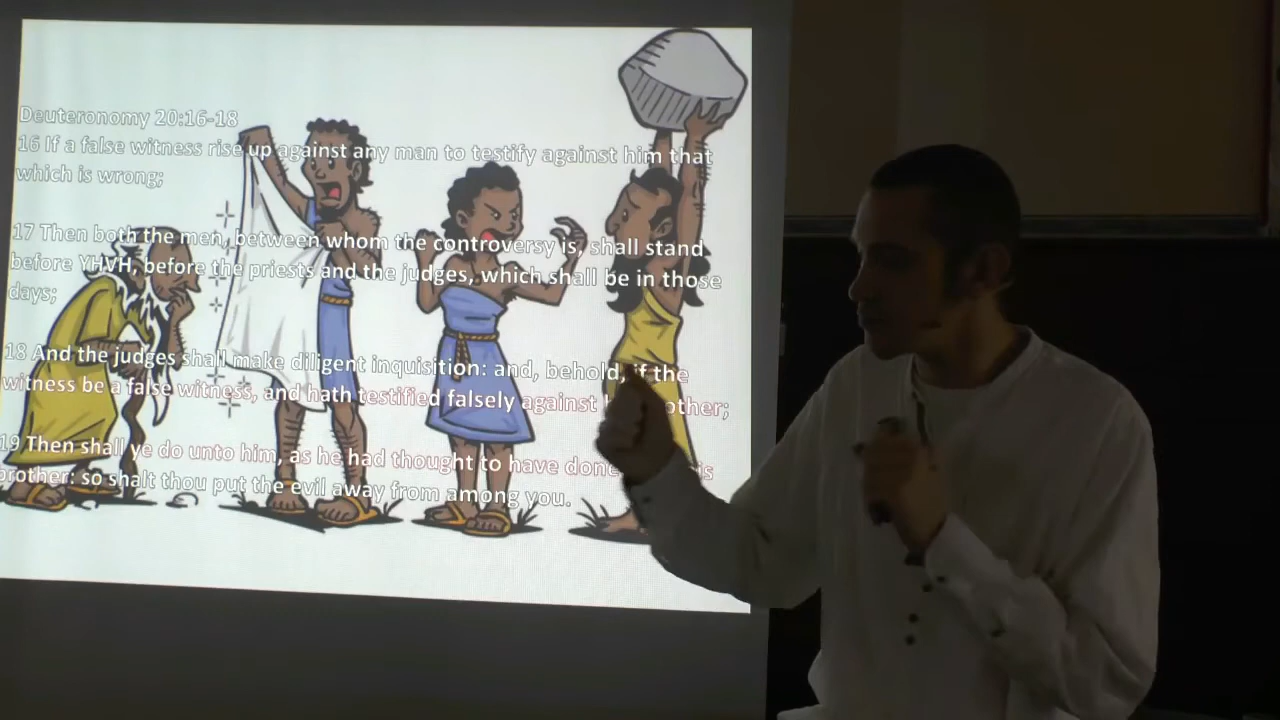 Deuteronomy 20:16-18
16 If a false witness rise up against any man to testify against him that
which is wrong;
17 Then both the men, between whom the controversy is, shall stand
before YHVH, before the priests and the judges, which shall be in those
days;
18 And the judges shall make diligent inquisition: and, behold, if the
witness be a false witness, and hath testified falsely against
19 Then shall ye do unto him, as he had thought to have done
brother: so shalt thou put the evil away from among you.